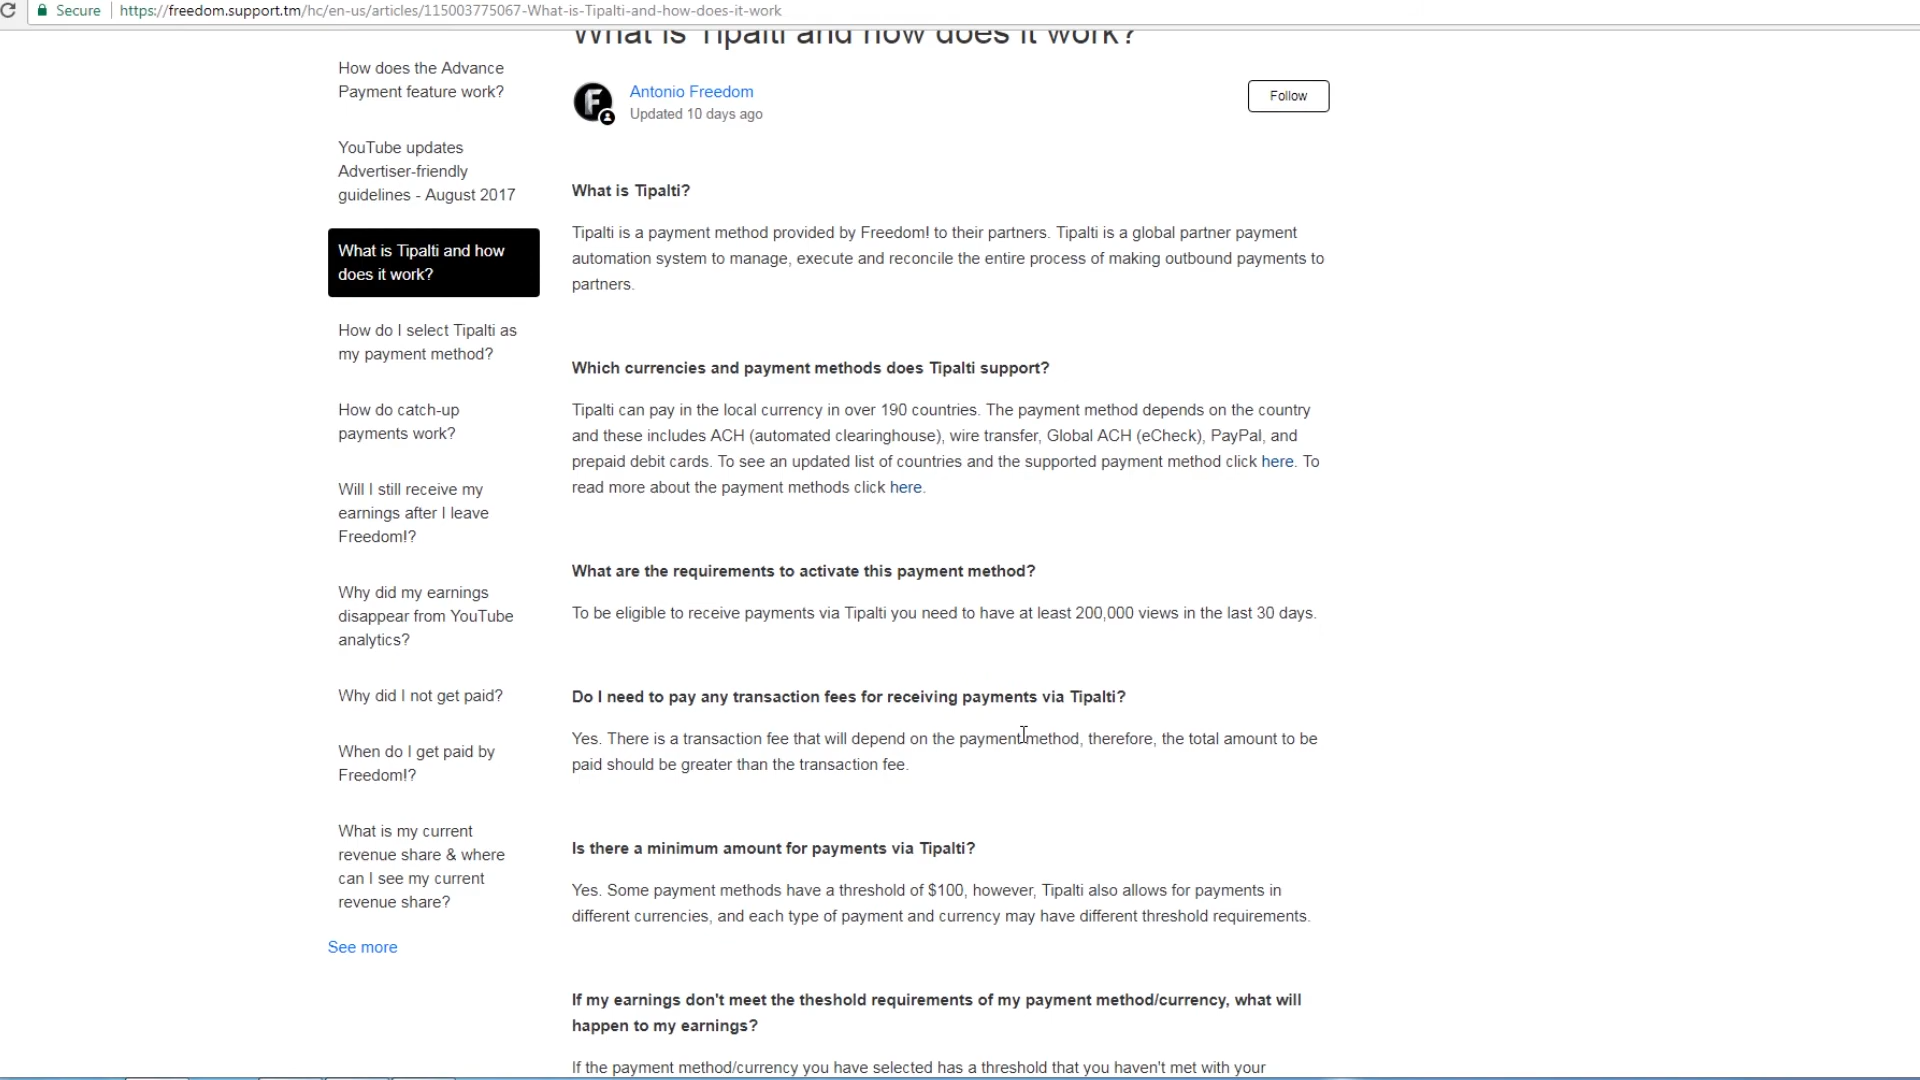 Secure https://freedom.support.tm/hc/en-us/articles/115003775067-What-is-Tipalti-and-how-does-it-work
What is Tipalti and how does it work?
How does the Advance
Payment feature work?
YouTube updates
Advertiser-friendly
guidelines - August 2017
What is Tipalti and how
does it work?
How do I select Tipalti as
my payment method?
How do catch-up
payments work?
Will I still receive my
earnings after I leave
Freedom!?
Why did my earnings
disappear from YouTube
analytics?
Why did I not get paid?
When do I get paid by
Freedom!?
What is my current
revenue share & where
can I see my current
revenue share?
See more
Antonio Freedom
Updated 10 days ago
Follow
What is Tipalti?
Tipalti is a payment method provided by Freedom! to their partners. Tipalti is a global partner payment
automation system to manage, execute and reconcile the entire process of making outbound payments to
partners.
Which currencies and payment methods does Tipalti support?
Tipalti can pay in the local currency in over 190 countries. The payment method depends on the country
and these includes ACH (automated clearinghouse), wire transfer, Global ACH (eCheck), PayPal, and
prepaid debit cards. To see an updated list of countries and the supported payment method click here. To
read more about the payment methods click here.
What are the requirements to activate this payment method?
To be eligible to receive payments via Tipalti you need to have at least 200,000 views in the last 30 days.
Do I need to pay any transaction fees for receiving payments via Tipalti?
Yes. There is a transaction fee that will depend on the payment method, therefore, the total amount to be
paid should be greater than the transaction fee.
Is there a minimum amount for payments via Tipalti?
Yes. Some payment methods have a threshold of $100, however, Tipalti also allows for payments in
different currencies, and each type of payment and currency may have different threshold requirements.
If my earnings don't meet the theshold requirements of my payment method/currency, what will
happen to my earnings?
If the payment method/currency you have selected has a threshold that you haven't met with your